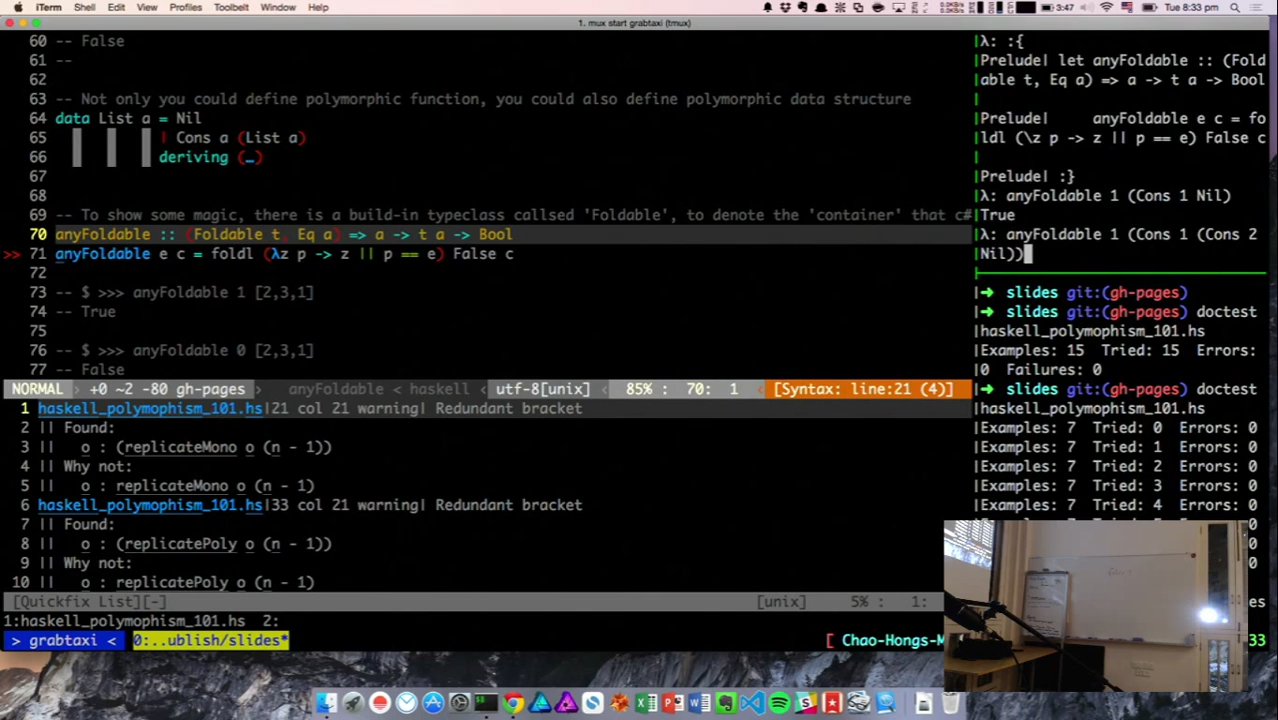 iTerm Shell Edit View Profiles Toolbelt Window Help 3:47 Tue 8:33 pm
1. mux start grabtaxi (tmux)
60 -- False
61 --
62
63 -- Not only you could define polymorphic function, you could also define polymorphic data structure
64 data List a = Nil
65 | Cons a (List a)
66 deriving (…)
67
68
69 -- To show some magic, there is a build-in typeclass callsed 'Foldable', to denote the 'container' that c#
70 anyFoldable :: (Foldable t, Eq a) => a -> t a -> Bool
>> 71 anyFoldable e c = foldl (λz p -> z || p == e) False c
72
73 -- $ >>> anyFoldable 1 [2,3,1]
74 -- True
75
76 -- $ >>> anyFoldable 0 [2,3,1]
77 -- False
NORMAL +0 ~2 -80 gh-pages anyFoldable < haskell utf-8[unix] 85% : 70: 1 [Syntax: line:21 (4)]
1 haskell_polymophism_101.hs|21 col 21 warning| Redundant bracket
2 || Found:
3 || o : (replicateMono o (n - 1))
4 || Why not:
5 || o : replicateMono o (n - 1)
6 haskell_polymophism_101.hs|33 col 21 warning| Redundant bracket
7 || Found:
8 || o : (replicatePoly o (n - 1))
9 || Why not:
10 || o : replicatePoly o (n - 1)
[Quickfix List][-] [unix] 5% : 1:
1:haskell_polymophism_101.hs 2:
> grabtaxi < 0:..ublish/slides* [ Chao-Hongs-M
λ: :{
Prelude| let anyFoldable :: (Fold
able t, Eq a) => a -> t a -> Bool
Prelude| anyFoldable e c = fo
ldl (\z p -> z || p == e) False c
Prelude| :}
λ: anyFoldable 1 (Cons 1 Nil)
True
λ: anyFoldable 1 (Cons 1 (Cons 2
Nil))
➜ slides git:(gh-pages)
➜ slides git:(gh-pages) doctest
haskell_polymophism_101.hs
Examples: 15 Tried: 15 Errors:
0 Failures: 0
➜ slides git:(gh-pages) doctest
haskell_polymophism_101.hs
Examples: 7 Tried: 0 Errors: 0
Examples: 7 Tried: 1 Errors: 0
Examples: 7 Tried: 2 Errors: 0
Examples: 7 Tried: 3 Errors: 0
Examples: 7 Tried: 4 Errors: 0
0
0
0
es
33